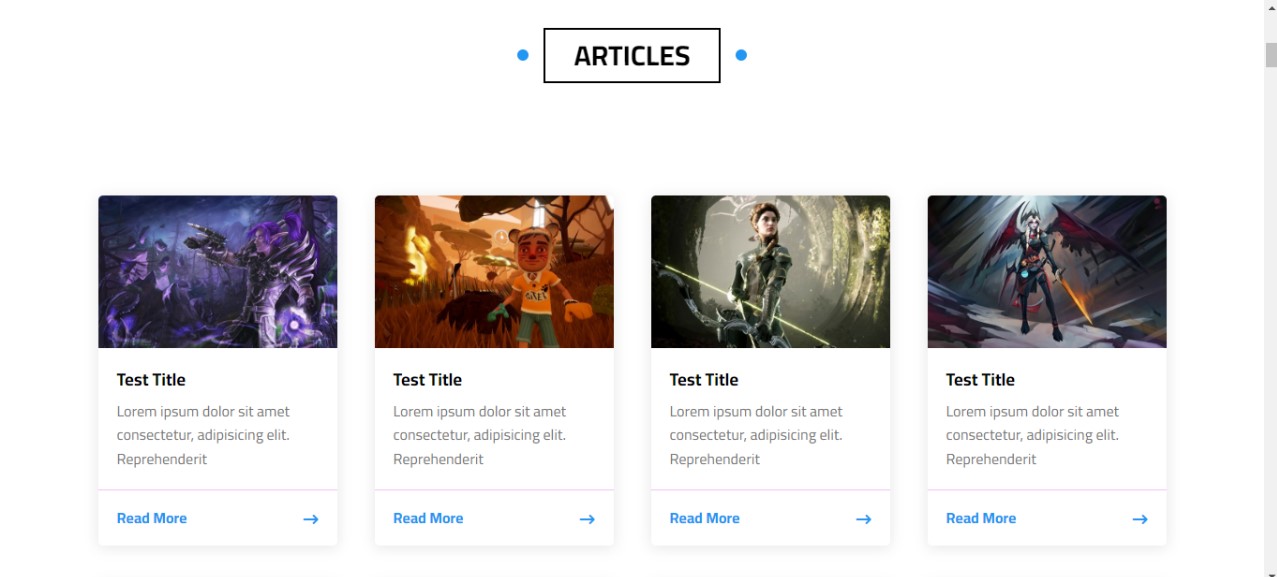 ARTICLES
Test Title
Lorem ipsum dolor sit amet
consectetur, adipisicing elit.
Reprehenderit
Read More →
Test Title
Lorem ipsum dolor sit amet
consectetur, adipisicing elit.
Reprehenderit
Read More →
Test Title
Lorem ipsum dolor sit amet
consectetur, adipisicing elit.
Reprehenderit
Read More →
Test Title
Lorem ipsum dolor sit amet
consectetur, adipisicing elit.
Reprehenderit
Read More →